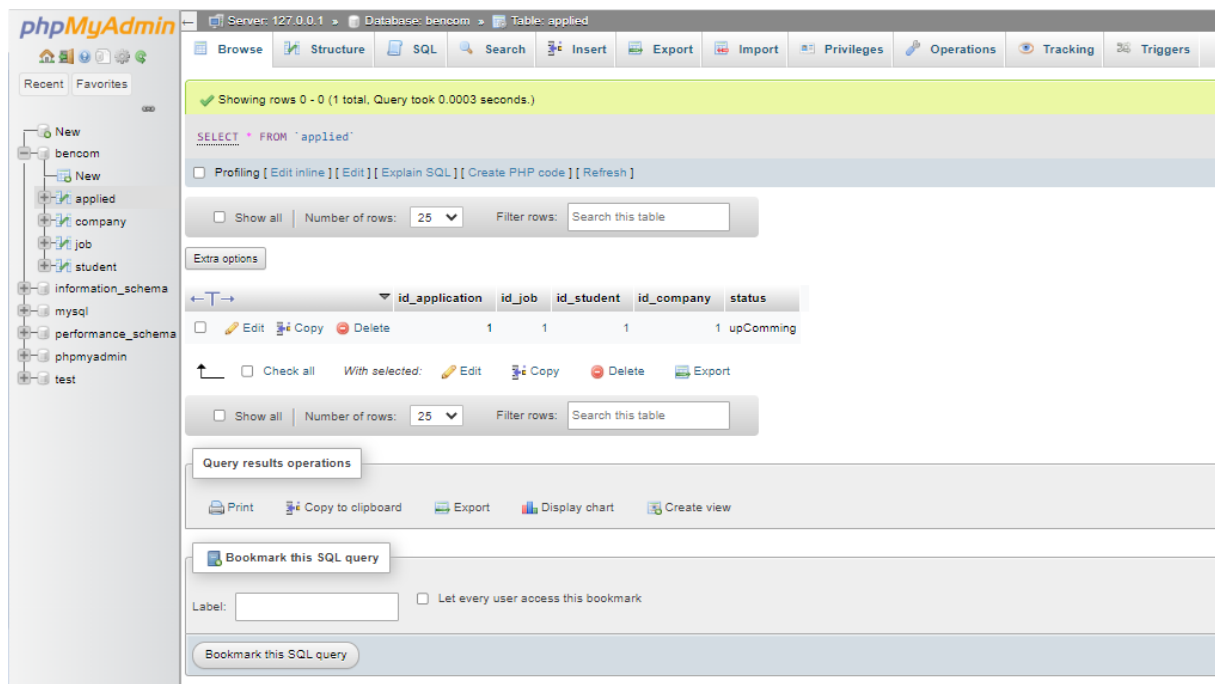 phpMyAdmin
Recent Favorites
New
bencom
New
applied
company
job
student
information_schema
mysql
performance_schema
phpmyadmin
test
Server: 127.0.0.1 » Database: bencom » Table: applied
Browse Structure SQL Search Insert Export Import Privileges Operations Tracking Triggers
Showing rows 0 - 0 (1 total, Query took 0.0003 seconds.)
SELECT * FROM `applied`
Profiling [ Edit inline ] [ Edit ] [ Explain SQL ] [ Create PHP code ] [ Refresh ]
Show all | Number of rows: 25 Filter rows: Search this table
Extra options
←T→ id_application id_job id_student id_company status
Edit Copy Delete 1 1 1 1 upComming
Check all With selected: Edit Copy Delete Export
Show all | Number of rows: 25 Filter rows: Search this table
Query results operations
Print Copy to clipboard Export Display chart Create view
Bookmark this SQL query
Label: Let every user access this bookmark
Bookmark this SQL query